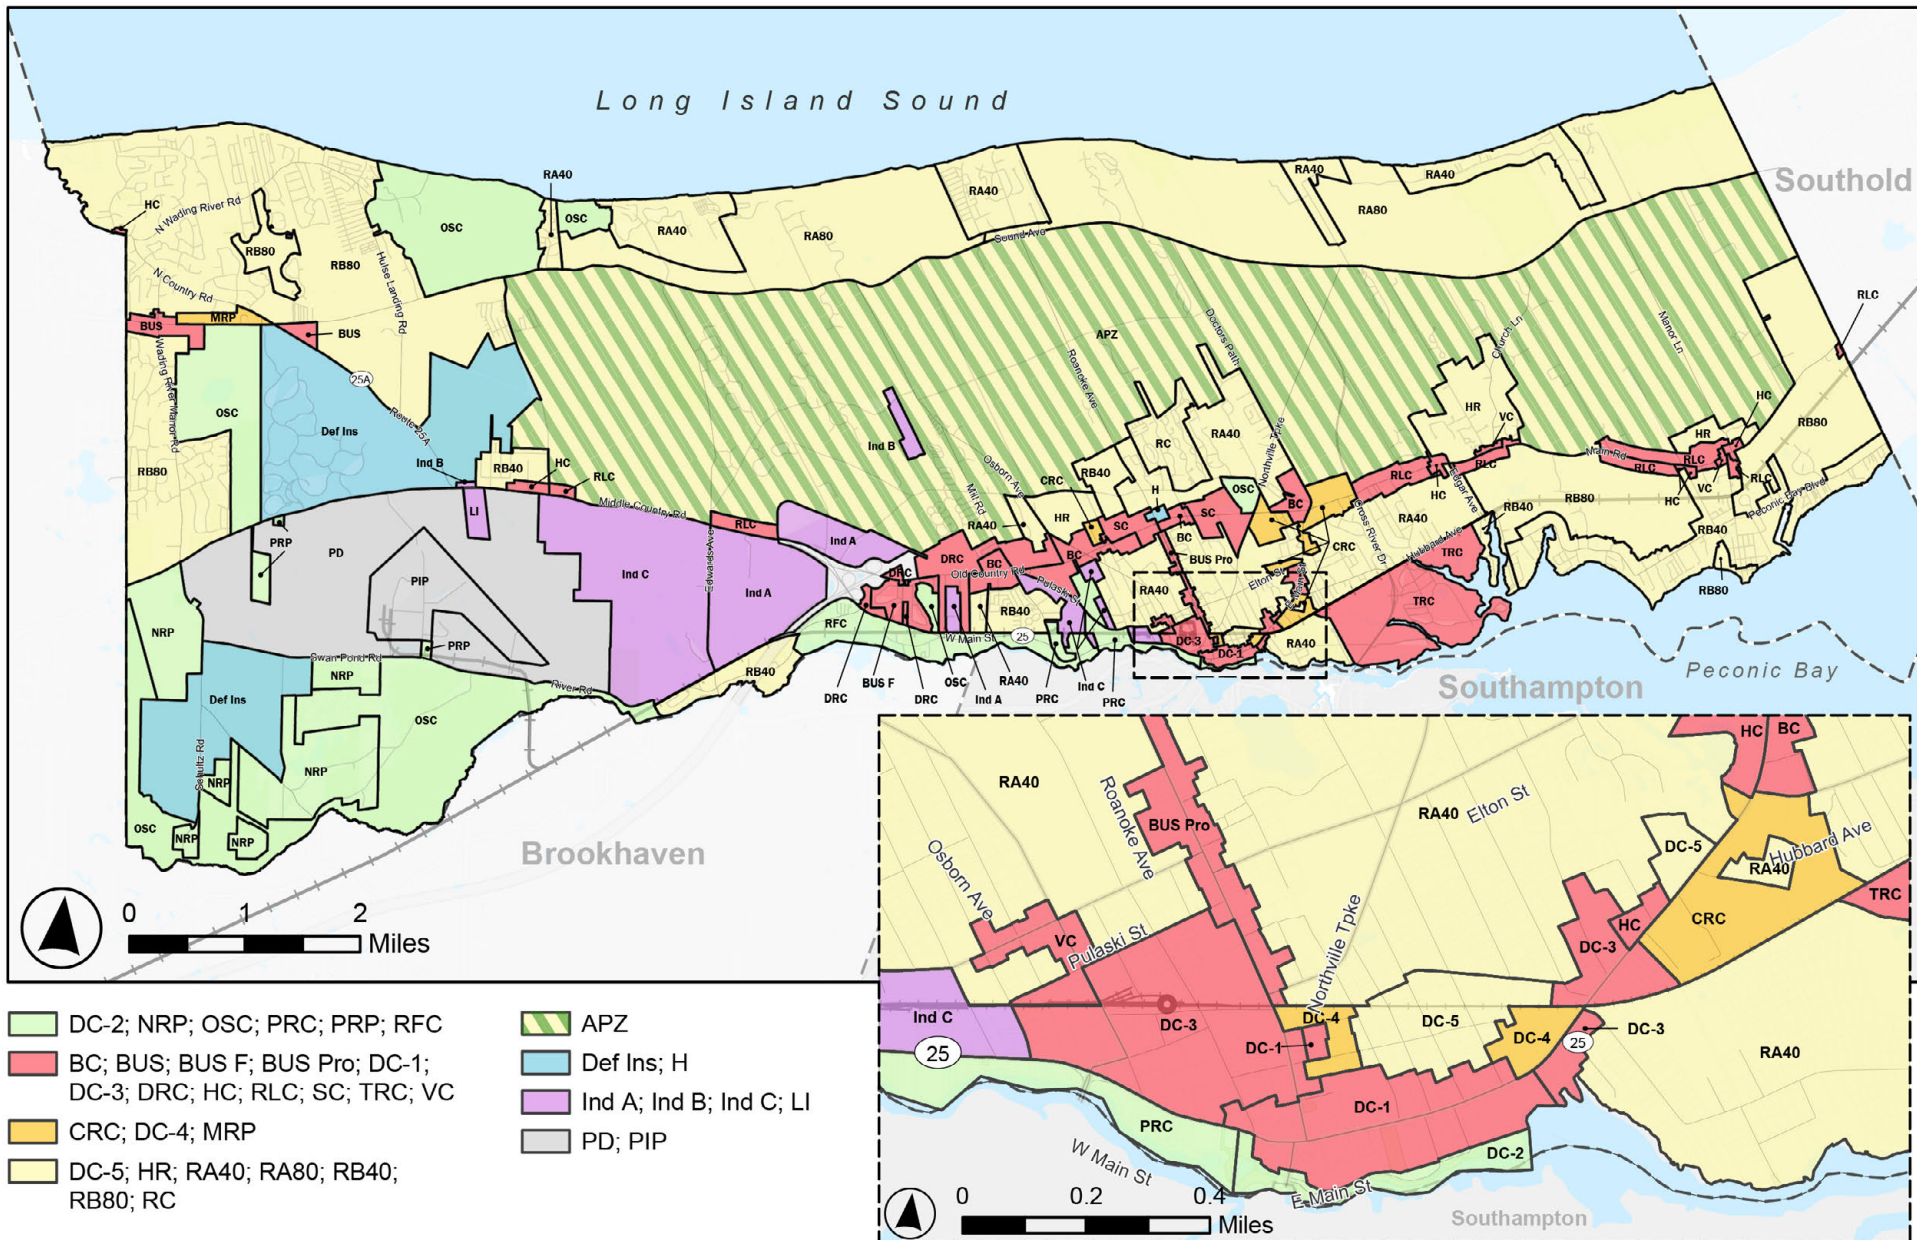 Long Island Sound
Southold
RA40
RA40
RA40
RA40
HC
N Wading River Rd
OSC
OSC
RA40
RA80
RA80
Sound Ave
RB80
RB80
Hulse Landing Rd
N Country Rd
RLC
MRP
BUS
BUS
APZ
Doctors Path
Church Ln
Manor Ln
Wading River Manor Rd
25A
Roanoke Ave
Route 25A
OSC
Def Ins
Ind B
HR
VC
HC
RB80
RC
RA40
Northville Tpke
HR
Main Rd
RLC
RLC
RLC
RLC
RLC
RB80
Ind B
RB40
HC
RLC
Osborn Ave
RB40
CRC
OSC
H
HC
Edgar Ave
RB80
HC
VC
RB40
RB40
Peconic Bay Blvd
LI
Middle Country Rd
Mill Rd
RLC
RA40
HR
SC
SC
BC
BC
BC
Cross River Dr
RA40
Hubbard Ave
PRP
PD
Ind A
DRC
BC
BUS Pro
CRC
TRC
RB80
PIP
Ind C
Edwards Ave
Ind A
DRC
Old Country Rd
Pulaski St
RA40
Elton St
E Main St
TRC
NRP
RFC
RB40
W Main St
25
DC-3
DC-1
RA40
Swan Pond Rd
PRP
NRP
River Rd
RB40
DRC
BUS F
DRC
OSC
Ind A
RA40
PRC
Ind C
PRC
Peconic Bay
Southampton
Def Ins
OSC
Schultz Rd
NRP
NRP
OSC
NRP
NRP
Brookhaven
0 1 2
Miles
RA40
Roanoke Ave
BUS Pro
RA40
Elton St
HC
BC
DC-5
Hubbard Ave
RA40
Osborn Ave
VC
Pulaski St
Northville Tpke
DC-3
HC
CRC
TRC
Ind C
25
DC-3
DC-4
DC-1
DC-5
DC-4
DC-3
25
RA40
DC-1
PRC
W Main St
DC-2
E Main St
Southampton
0 0.2 0.4
Miles
DC-2; NRP; OSC; PRC; PRP; RFC
BC; BUS; BUS F; BUS Pro; DC-1;
DC-3; DRC; HC; RLC; SC; TRC; VC
CRC; DC-4; MRP
DC-5; HR; RA40; RA80; RB40;
RB80; RC
APZ
Def Ins; H
Ind A; Ind B; Ind C; LI
PD; PIP